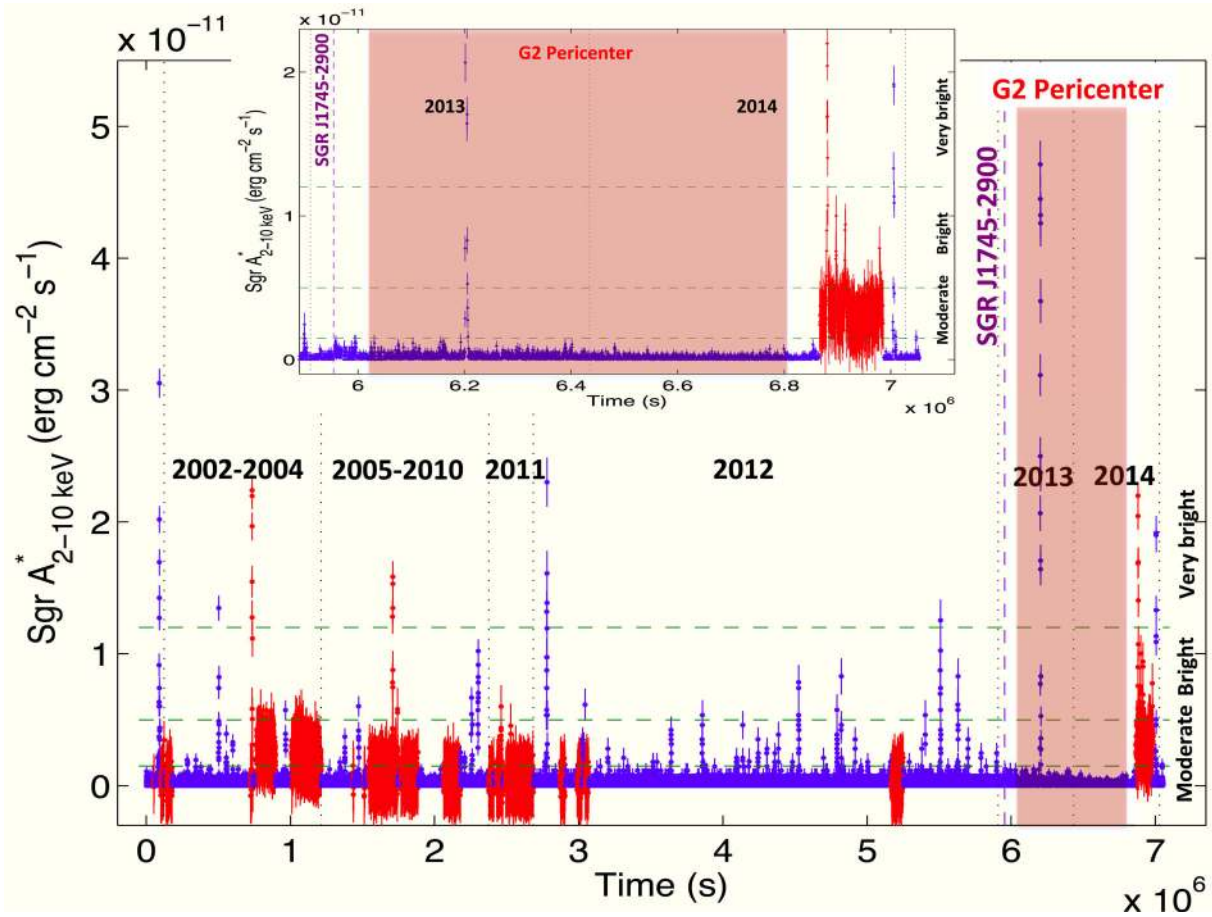 × 10⁻¹¹
× 10⁻¹¹
G2 Pericenter
SGR J1745-2900
2013
2014
Very bright
Bright
Moderate
Sgr A*₂₋₁₀ keV (erg cm⁻² s⁻¹)
2
1
0
6
6.2
6.4
6.6
6.8
7
Time (s)
× 10⁶
G2 Pericenter
SGR J1745-2900
2002-2004
2005-2010
2011
2012
2013
2014
Very bright
Bright
Moderate
Sgr A*₂₋₁₀ keV (erg cm⁻² s⁻¹)
5
4
3
2
1
0
0
1
2
3
4
5
6
7
Time (s)
× 10⁶